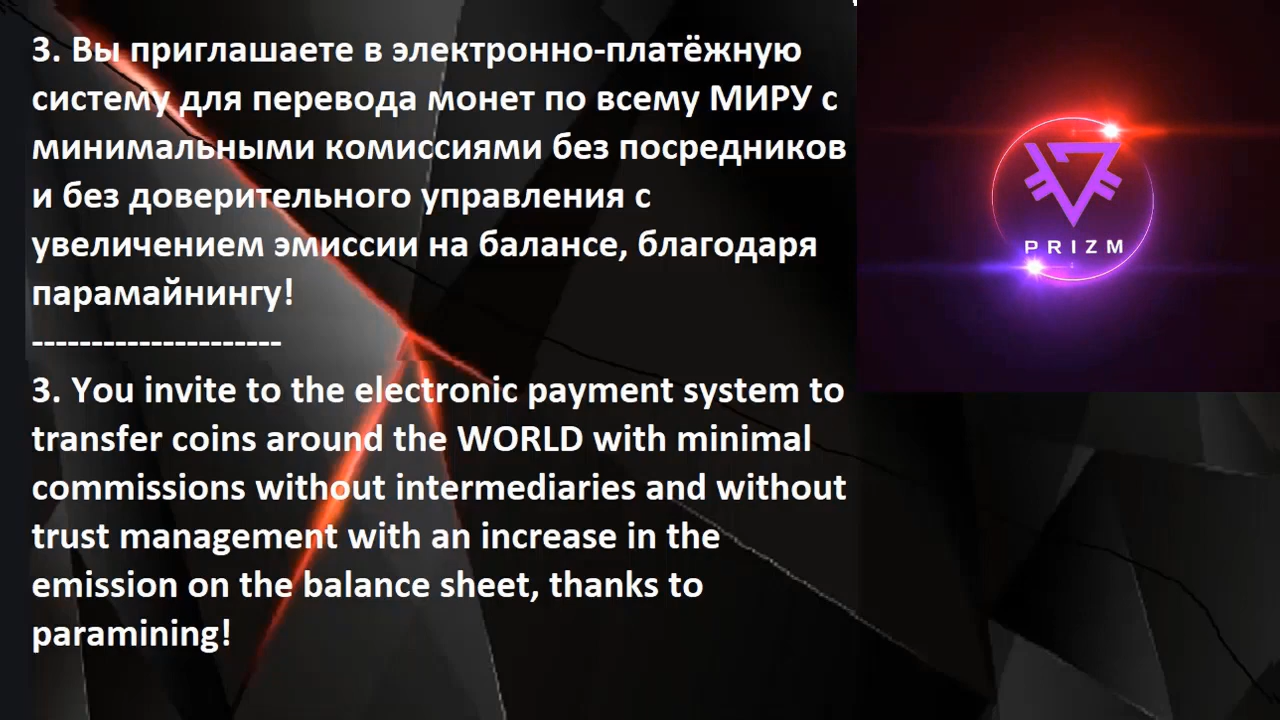 3. Вы приглашаете в электронно-платёжную
систему для перевода монет по всему МИРУ с
минимальными комиссиями без посредников
и без доверительного управления с
увеличением эмиссии на балансе, благодаря
парамайнингу!
---------------------
3. You invite to the electronic payment system to
transfer coins around the WORLD with minimal
commissions without intermediaries and without
trust management with an increase in the
emission on the balance sheet, thanks to
paramining!
PRIZM